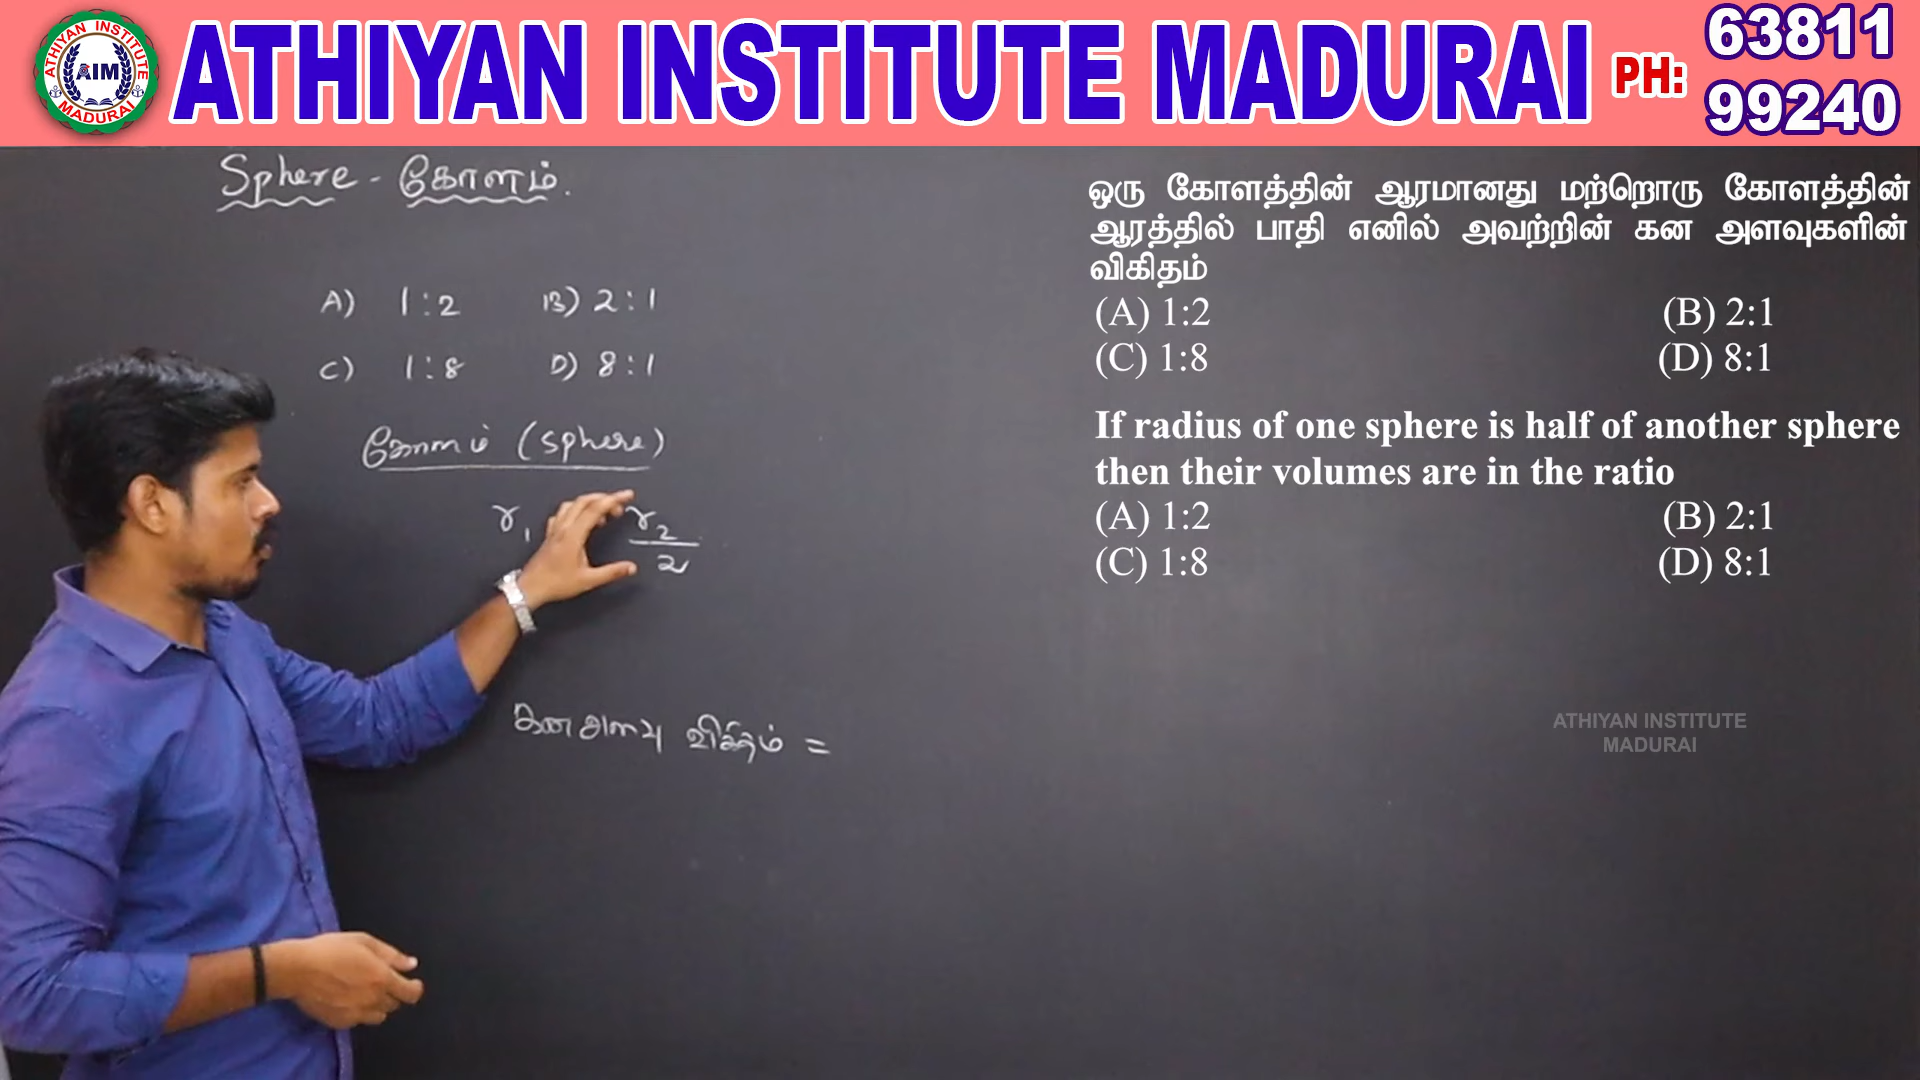 ATHIYAN INSTITUTE MADURAI
AIM
ATHIYAN INSTITUTE MADURAI
PH:
63811
99240
Sphere - கோளம்.
A) 1:2 B) 2:1
C) 1:8 D) 8:1
கோளம் (sphere)
r₁ r₂/2
கனஅளவு விகிதம் =
ஒரு கோளத்தின் ஆரமானது மற்றொரு கோளத்தின்
ஆரத்தில் பாதி எனில் அவற்றின் கன அளவுகளின்
விகிதம்
(A) 1:2 (B) 2:1
(C) 1:8 (D) 8:1
If radius of one sphere is half of another sphere
then their volumes are in the ratio
(A) 1:2 (B) 2:1
(C) 1:8 (D) 8:1
ATHIYAN INSTITUTE
MADURAI